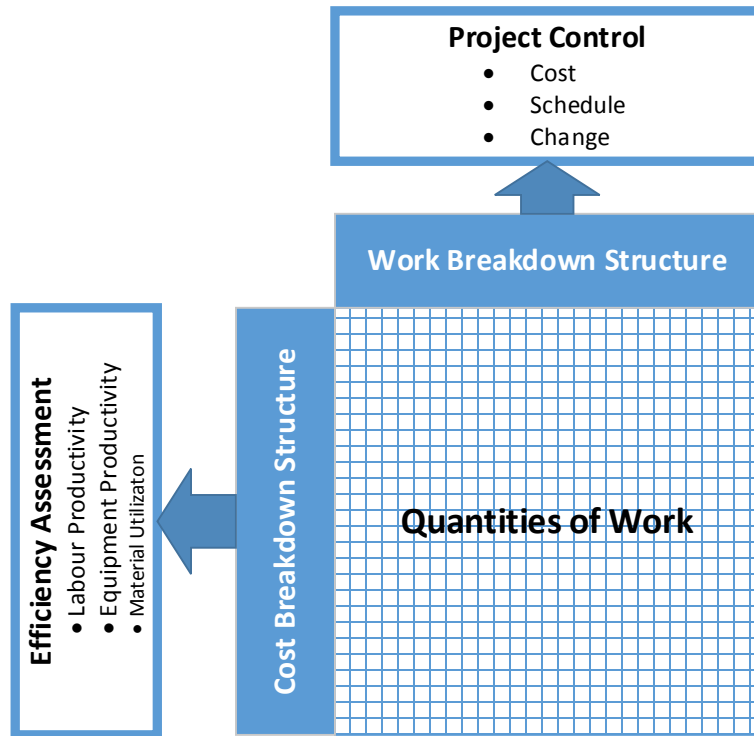 Project Control
• Cost
• Schedule
• Change
Work Breakdown Structure
Efficiency Assessment
• Labour Productivity
• Equipment Productivity
• Material Utilizaton
Cost Breakdown Structure
Quantities of Work